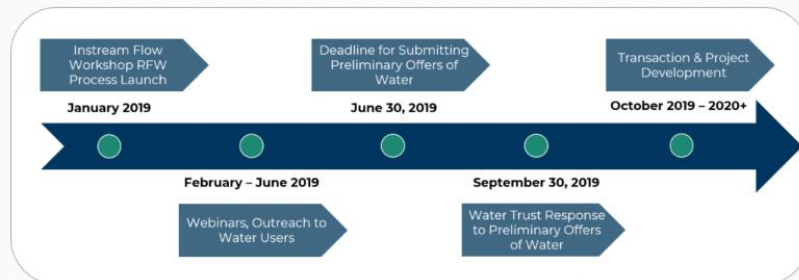 Instream Flow
Workshop RFW
Process Launch
January 2019
Deadline for Submitting
Preliminary Offers of
Water
June 30, 2019
Transaction & Project
Development
October 2019 – 2020+
February – June 2019
Webinars, Outreach to
Water Users
September 30, 2019
Water Trust Response
to Preliminary Offers
of Water